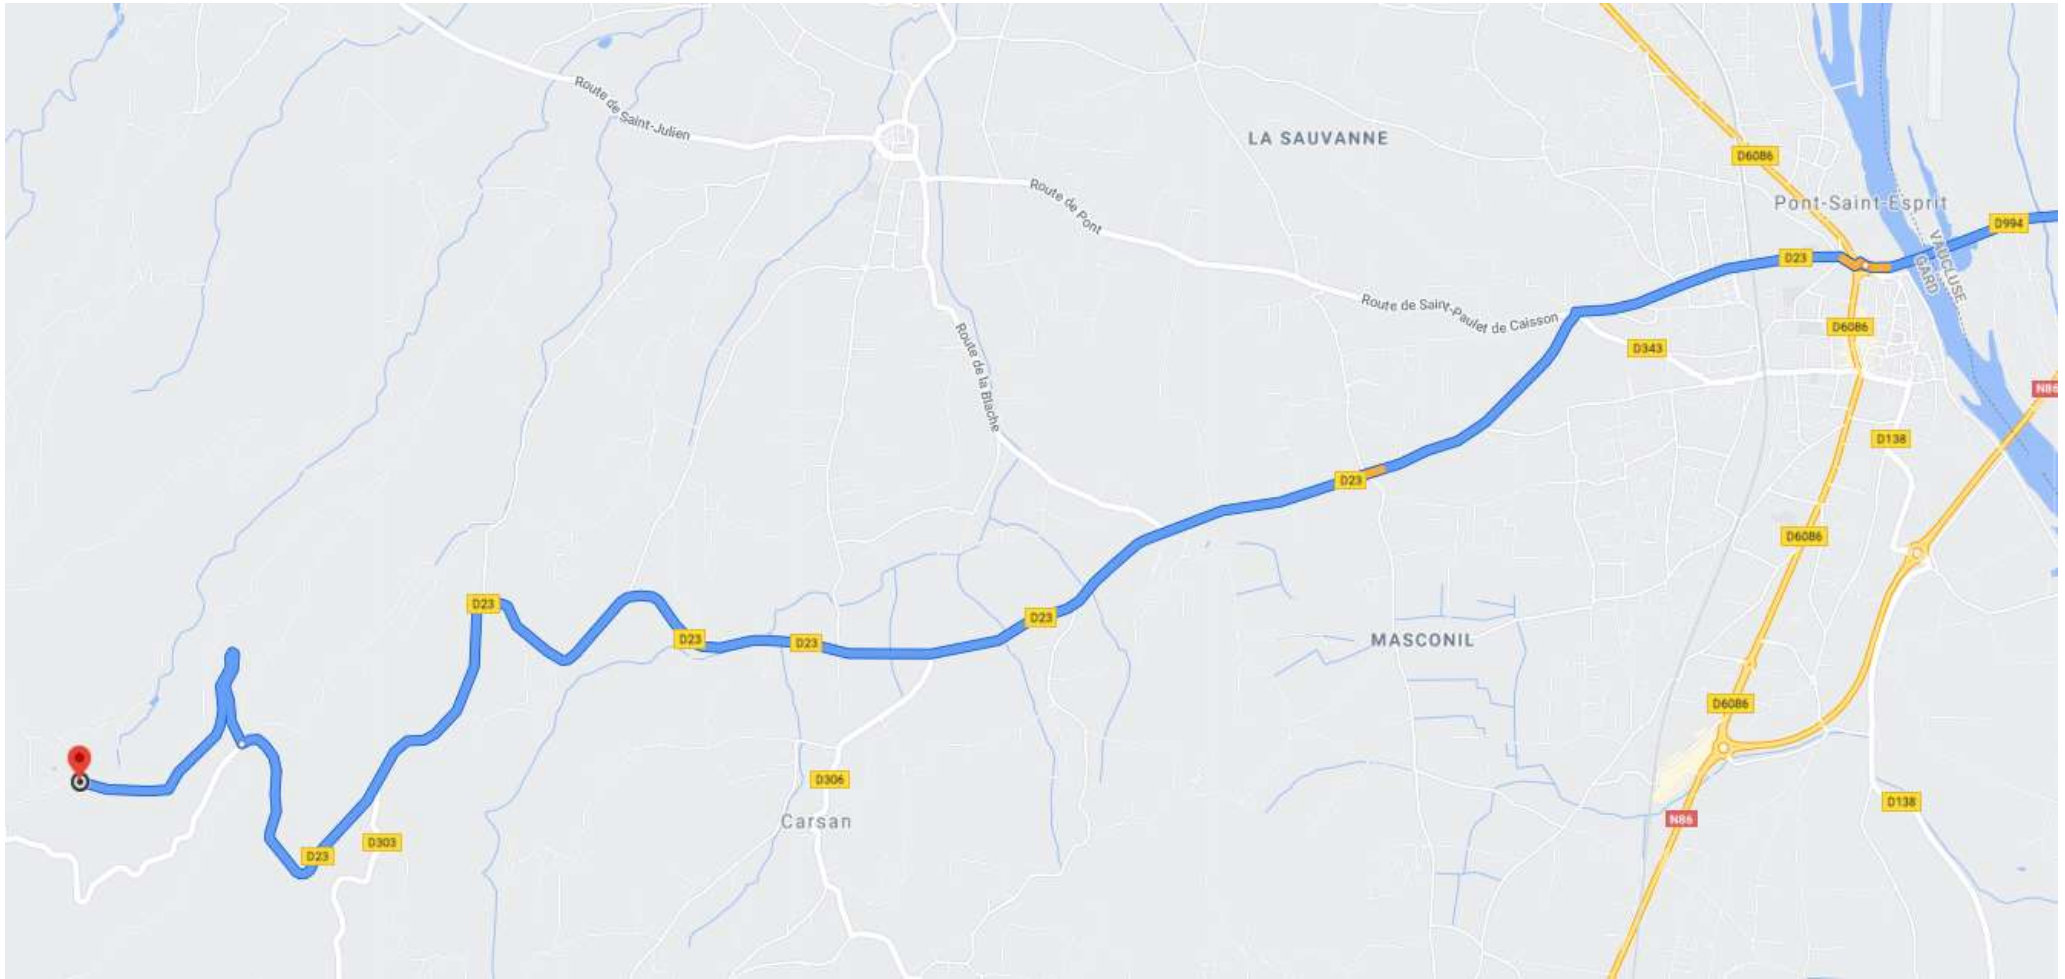 Route de Saint-Julien
LA SAUVANNE
D6086
Route de Pont
Pont-Saint-Esprit
D994
VAUCLUSE
GARD
D23
Route de Saint-Paulet de Caisson
D6086
D343
Route de la Blache
N86
D138
D23
D6086
D23
D23
D23
D23
MASCONIL
D6086
D306
D138
Carsan
N86
D303
D23